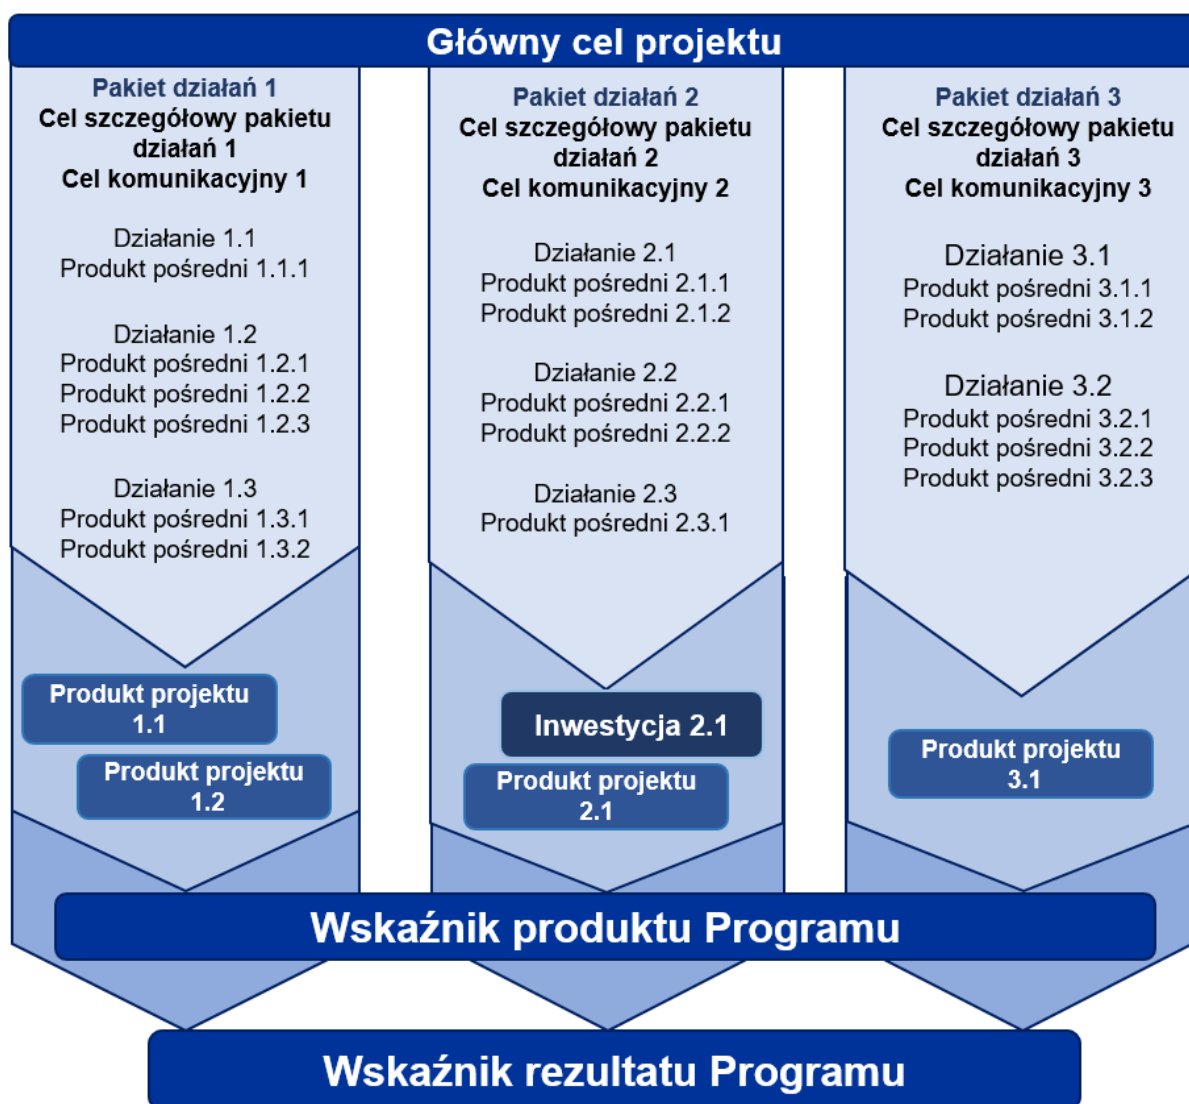 Główny cel projektu
Pakiet działań 1
Cel szczegółowy pakietu
działań 1
Cel komunikacyjny 1
Działanie 1.1
Produkt pośredni 1.1.1
Działanie 1.2
Produkt pośredni 1.2.1
Produkt pośredni 1.2.2
Produkt pośredni 1.2.3
Działanie 1.3
Produkt pośredni 1.3.1
Produkt pośredni 1.3.2
Produkt projektu
1.1
Produkt projektu
1.2
Pakiet działań 2
Cel szczegółowy pakietu
działań 2
Cel komunikacyjny 2
Działanie 2.1
Produkt pośredni 2.1.1
Produkt pośredni 2.1.2
Działanie 2.2
Produkt pośredni 2.2.1
Produkt pośredni 2.2.2
Działanie 2.3
Produkt pośredni 2.3.1
Inwestycja 2.1
Produkt projektu
2.1
Pakiet działań 3
Cel szczegółowy pakietu
działań 3
Cel komunikacyjny 3
Działanie 3.1
Produkt pośredni 3.1.1
Produkt pośredni 3.1.2
Działanie 3.2
Produkt pośredni 3.2.1
Produkt pośredni 3.2.2
Produkt pośredni 3.2.3
Produkt projektu
3.1
Wskaźnik produktu Programu
Wskaźnik rezultatu Programu